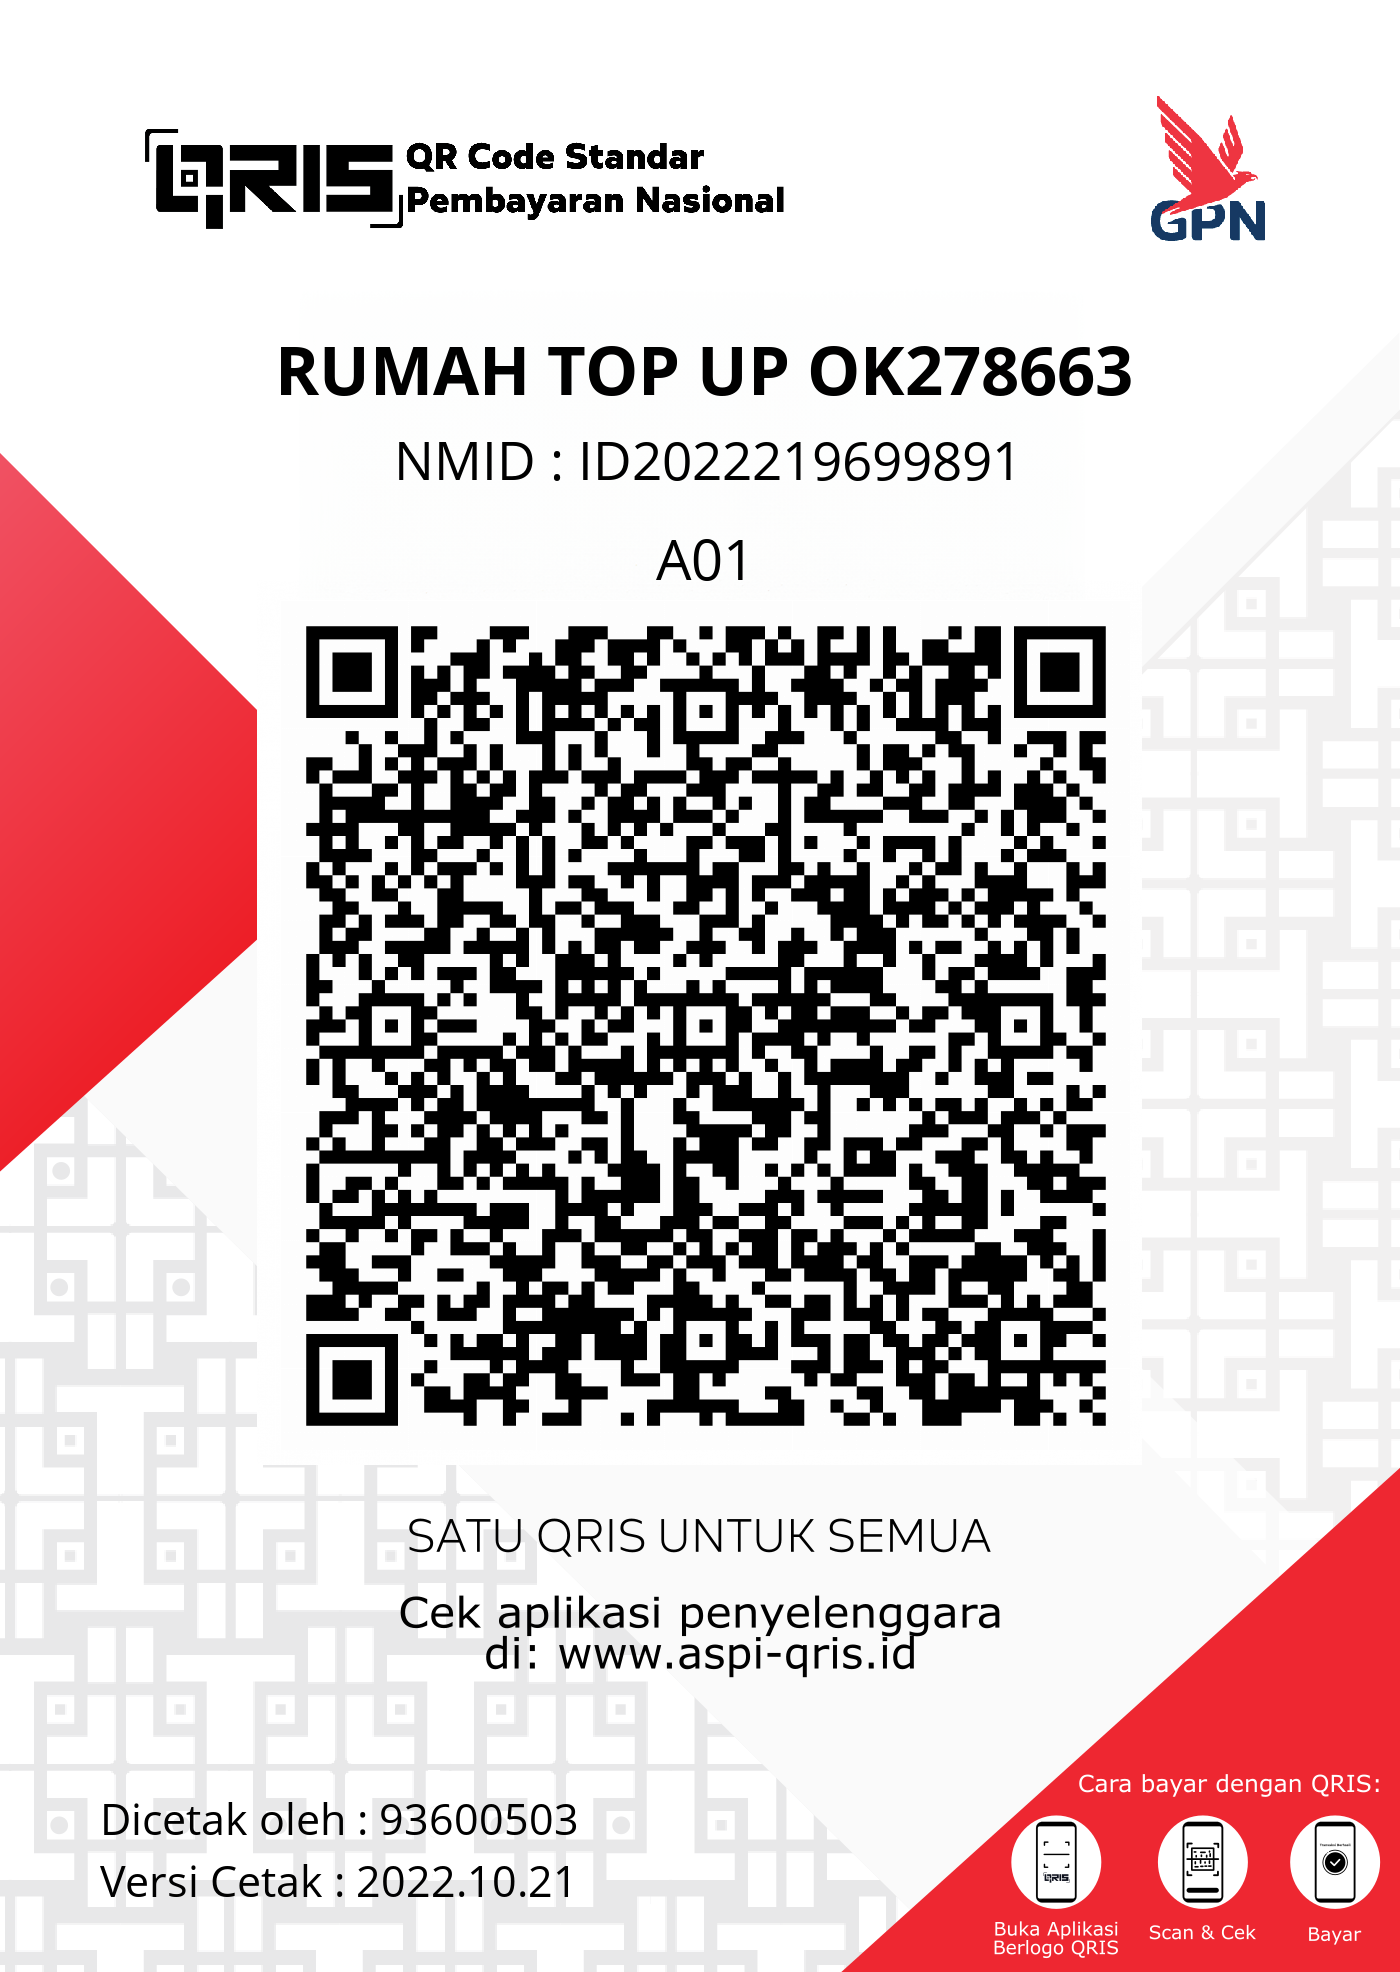 QRIS QR Code Standar
Pembayaran Nasional
GPN
RUMAH TOP UP OK278663
NMID : ID2022219699891
A01
SATU QRIS UNTUK SEMUA
Cek aplikasi penyelenggara
di: www.aspi-qris.id
Dicetak oleh : 93600503
Versi Cetak : 2022.10.21
Cara bayar dengan QRIS:
QRIS
Buka Aplikasi
Berlogo QRIS
Scan & Cek
Bayar